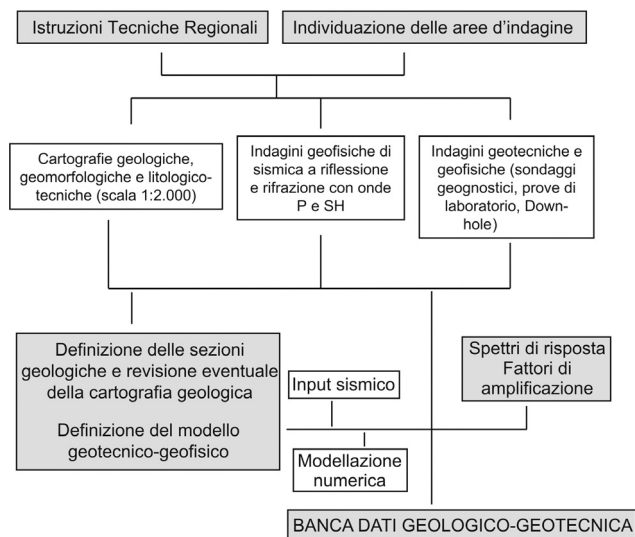 Istruzioni Tecniche Regionali
Individuazione delle aree d'indagine
Cartografie geologiche,
geomorfologiche e litologico-
tecniche (scala 1:2.000)
Indagini geofisiche di
sismica a riflessione
e rifrazione con onde
P e SH
Indagini geotecniche e
geofisiche (sondaggi
geognostici, prove di
laboratorio, Down-
hole)
Definizione delle sezioni
geologiche e revisione eventuale
della cartografia geologica
Definizione del modello
geotecnico-geofisico
Input sismico
Modellazione
numerica
Spettri di risposta
Fattori di
amplificazione
BANCA DATI GEOLOGICO-GEOTECNICA